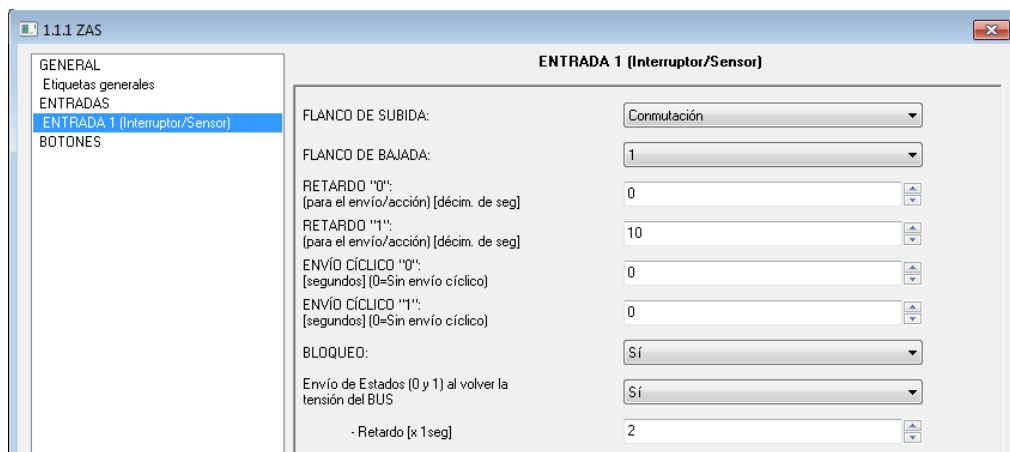 1.1.1 ZAS
GENERAL
Etiquetas generales
ENTRADAS
ENTRADA 1 (Interruptor/Sensor)
BOTONES
ENTRADA 1 (Interruptor/Sensor)
FLANCO DE SUBIDA:
Conmutación
FLANCO DE BAJADA:
1
RETARDO "0":
(para el envío/acción) [décim. de seg]
0
RETARDO "1":
(para el envío/acción) [décim. de seg]
10
ENVÍO CÍCLICO "0":
[segundos] (0=Sin envío cíclico)
0
ENVÍO CÍCLICO "1":
[segundos] (0=Sin envío cíclico)
0
BLOQUEO:
Sí
Envío de Estados (0 y 1) al volver la
tensión del BUS
Sí
- Retardo [x 1seg]
2